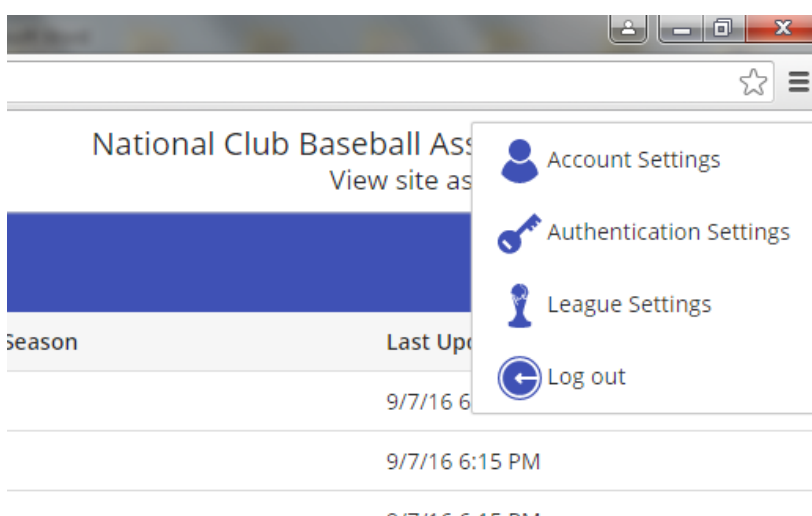 National Club Baseball Ass
View site as
Account Settings
Authentication Settings
League Settings
Log out
Season
Last Upd
9/7/16 6
9/7/16 6:15 PM